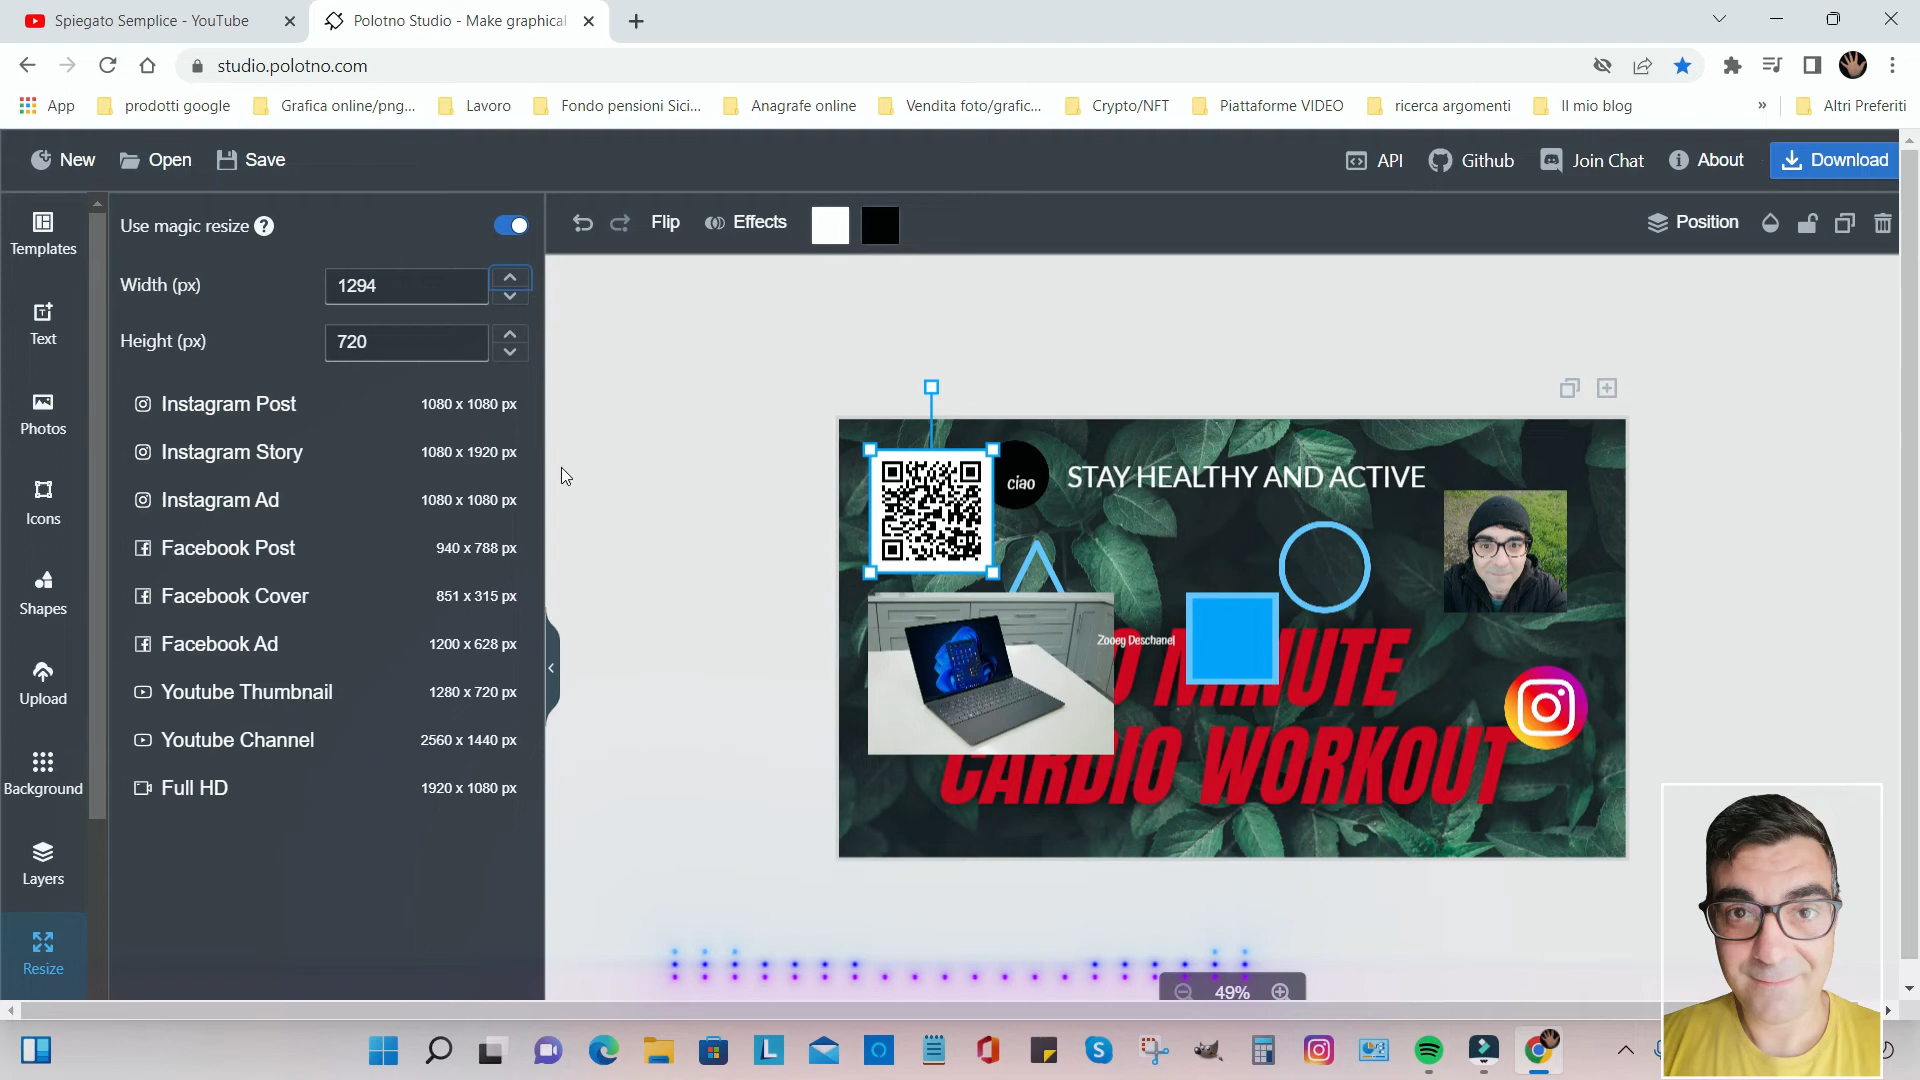 Spiegato Semplice - YouTube
Polotno Studio - Make graphical
studio.polotno.com
App
prodotti google
Grafica online/png...
Lavoro
Fondo pensioni Sici...
Anagrafe online
Vendita foto/grafic...
Crypto/NFT
Piattaforme VIDEO
ricerca argomenti
Il mio blog
»
Altri Preferiti
New
Open
Save
API
Github
Join Chat
About
Download
Templates
Text
Photos
Icons
Shapes
Upload
Background
Layers
Resize
Use magic resize
Width (px)
1294
Height (px)
720
Instagram Post 1080 x 1080 px
Instagram Story 1080 x 1920 px
Instagram Ad 1080 x 1080 px
Facebook Post 940 x 788 px
Facebook Cover 851 x 315 px
Facebook Ad 1200 x 628 px
Youtube Thumbnail 1280 x 720 px
Youtube Channel 2560 x 1440 px
Full HD 1920 x 1080 px
Flip
Effects
Position
ciao
STAY HEALTHY AND ACTIVE
Zooey Deschanel
CARDIO WORKOUT
49%